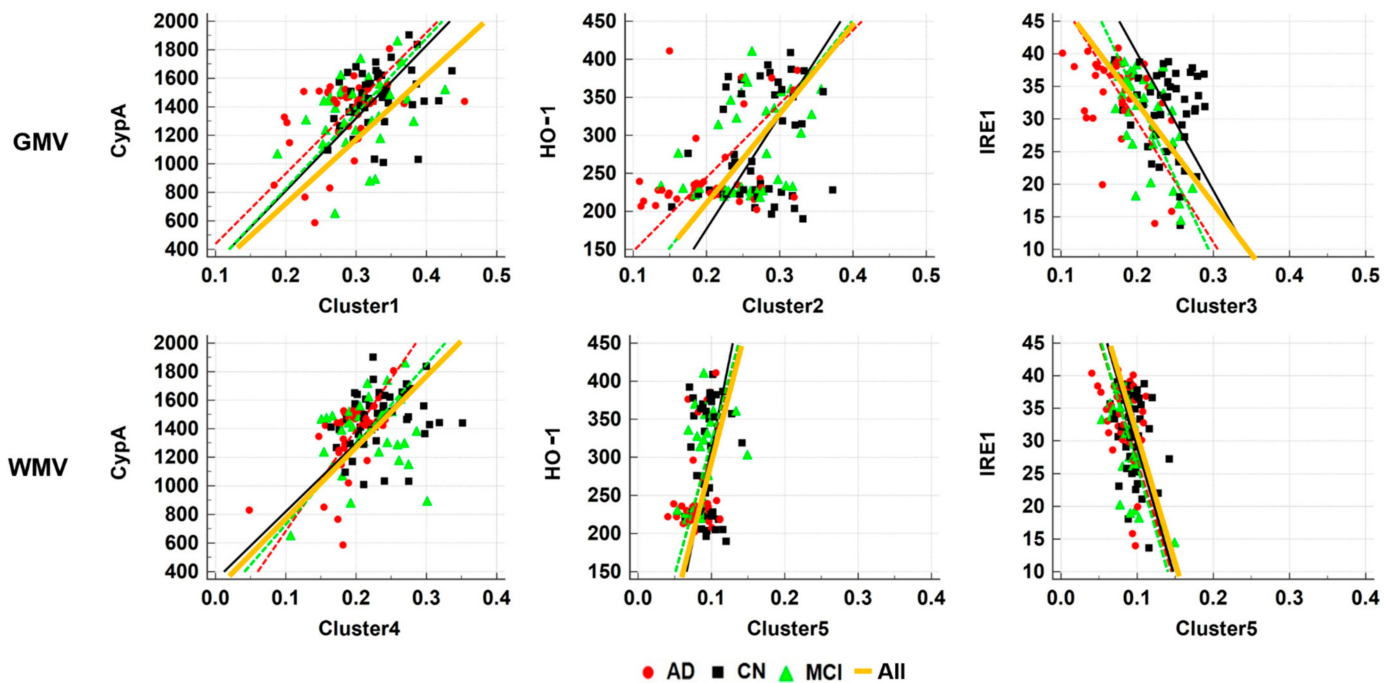 GMV
CypA
2000
1800
1600
1400
1200
1000
800
600
400
0.1 0.2 0.3 0.4 0.5
Cluster1
HO-1
450
400
350
300
250
200
150
0.1 0.2 0.3 0.4 0.5
Cluster2
IRE1
45
40
35
30
25
20
15
10
0.1 0.2 0.3 0.4 0.5
Cluster3
WMV
CypA
2000
1800
1600
1400
1200
1000
800
600
400
0.0 0.1 0.2 0.3 0.4
Cluster4
HO-1
450
400
350
300
250
200
150
0.0 0.1 0.2 0.3 0.4
Cluster5
IRE1
45
40
35
30
25
20
15
10
0.0 0.1 0.2 0.3 0.4
Cluster5
AD CN MCI All